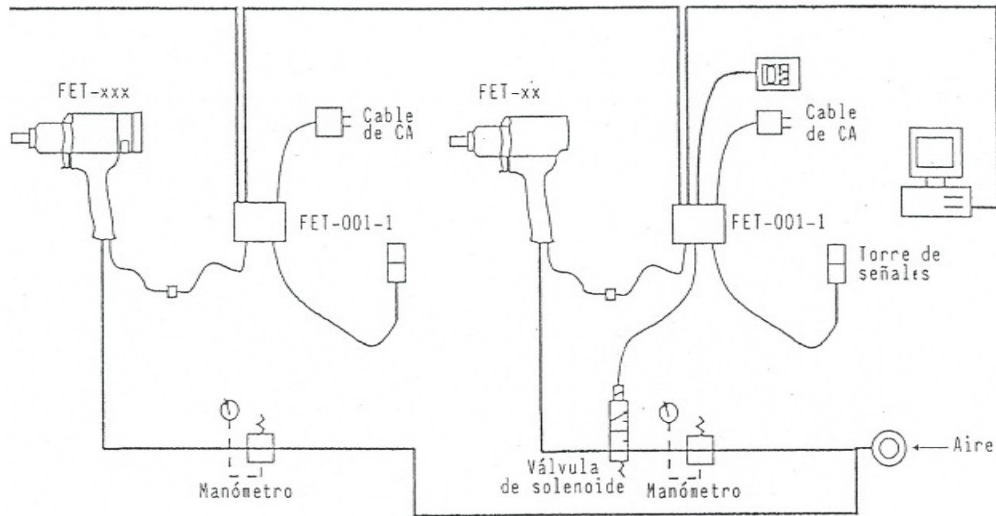 FET-xxx
Cable
de CA
FET-001-1
Manómetro
FET-xx
Cable
de CA
FET-001-1
Torre de
señales
Válvula
de solenoide
Manómetro
Aire